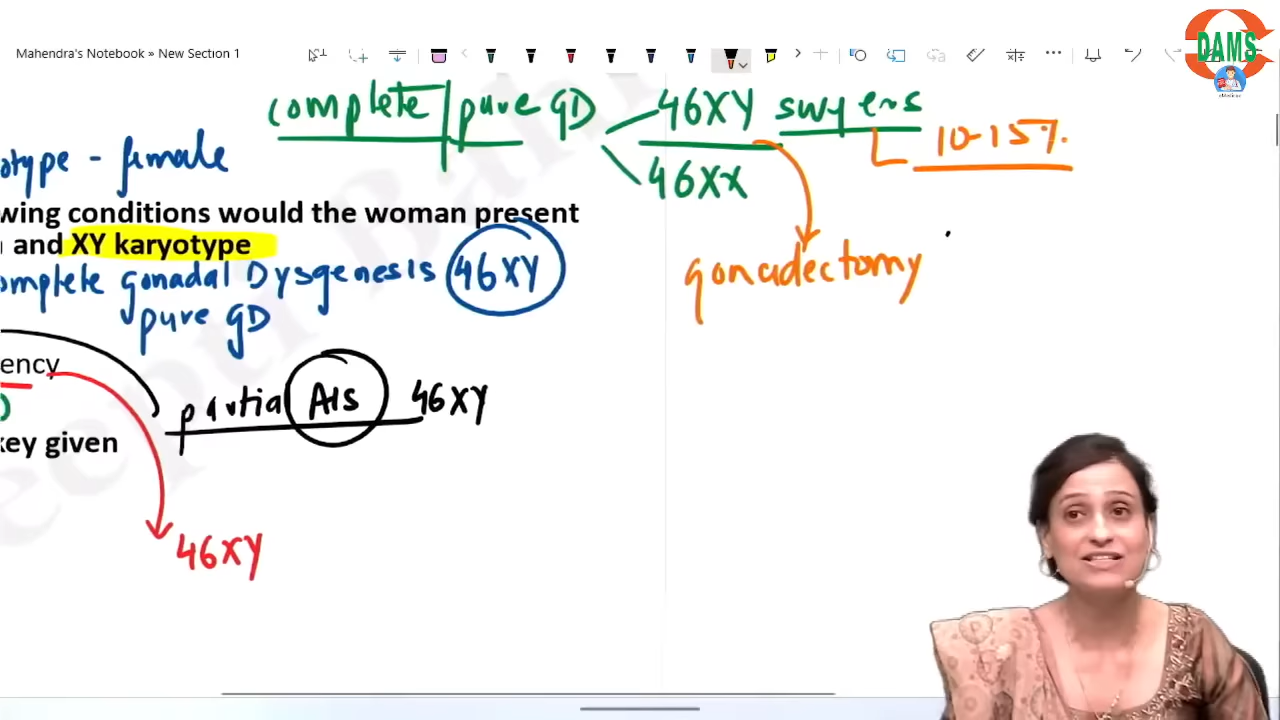 Mahendra's Notebook » New Section 1
DAMS
complete pure GD 46XY swyers
10-15%.
46XX
otype - female
wing conditions would the woman present
and XY karyotype
omplete gonadal Dysgenesis 46XY
pure GD
gonadectomy
ency
partial AIS 46XY
key given
46XY